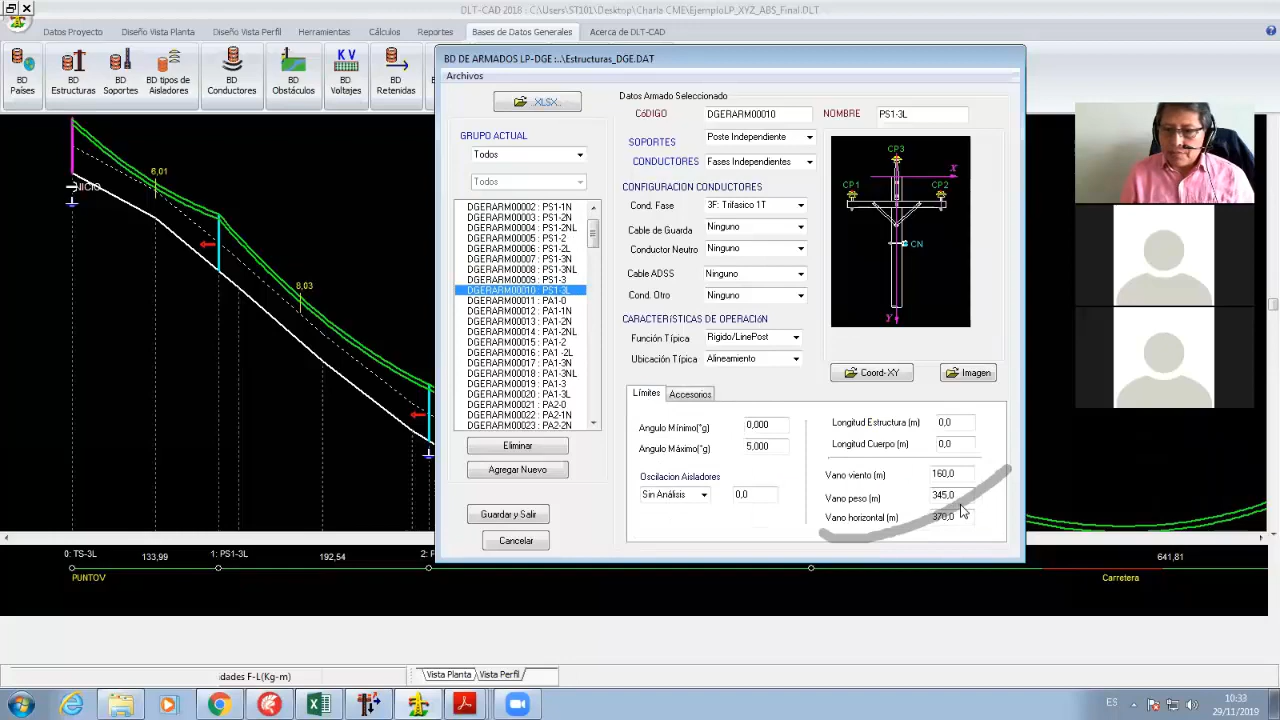 DLT-CAD 2018 : C:\Users\ST101\Desktop\Charla CME\EjemploLP_XYZ_ABS_Final.DLT
Datos Proyecto
Diseño Vista Planta
Diseño Vista Perfil
Herramientas
Cálculos
Reportes
Bases de Datos Generales
Acerca de DLT-CAD
BD Países
BD Estructuras
BD Soportes
BD tipos de Aisladores
BD Conductores
BD Obstáculos
BD Voltajes
BD Retenidas
KV
BD DE ARMADOS LP-DGE :..\Estructuras_DGE.DAT
Archivos
.XLSX..
GRUPO ACTUAL
Todos
Todos
DGERARM00002 : PS1-1N
DGERARM00003 : PS1-2N
DGERARM00004 : PS1-2NL
DGERARM00005 : PS1-2
DGERARM00006 : PS1-2L
DGERARM00007 : PS1-3N
DGERARM00008 : PS1-3NL
DGERARM00009 : PS1-3
DGERARM00010 : PS1-3L
DGERARM00011 : PA1-0
DGERARM00012 : PA1-1N
DGERARM00013 : PA1-2N
DGERARM00014 : PA1-2NL
DGERARM00015 : PA1-2
DGERARM00016 : PA1-2L
DGERARM00017 : PA1-3N
DGERARM00018 : PA1-3NL
DGERARM00019 : PA1-3
DGERARM00020 : PA1-3L
DGERARM00021 : PA2-0
DGERARM00022 : PA2-1N
DGERARM00023 : PA2-2N
Eliminar
Agregar Nuevo
Guardar y Salir
Cancelar
Datos Armado Seleccionado
CóDIGO
DGERARM00010
NOMBRE
PS1-3L
SOPORTES
Poste Independiente
CONDUCTORES
Fases Independientes
CONFIGURACION CONDUCTORES
Cond. Fase
3F: Trifasico 1T
Cable de Guarda
Ninguno
Conductor Neutro
Ninguno
Cable ADSS
Ninguno
Cond. Otro
Ninguno
CARACTERÍSTICAS DE OPERACIóN
Función Típica
Rigido/LinePost
Ubicación Típica
Alineamiento
CP3
X
CP1
CP2
CN
Y
Coord- XY
Imagen
Límites
Accesorios
Angulo Mínimo(°g)
0,000
Angulo Máximo(°g)
5,000
Oscilacion Aisladores
Sin Análisis
0,0
Longitud Estructura (m)
0,0
Longitud Cuerpo (m)
0,0
Vano viento (m)
160,0
Vano peso (m)
345,0
Vano horizontal (m)
370,0
6,01
INICIO
8,03
0: TS-3L
133,99
1: PS1-3L
192,54
2: P
641,81
PUNTOV
Carretera
dades F-L(Kg-m)
Vista Planta
Vista Perfil
ES
10:33
29/11/2019